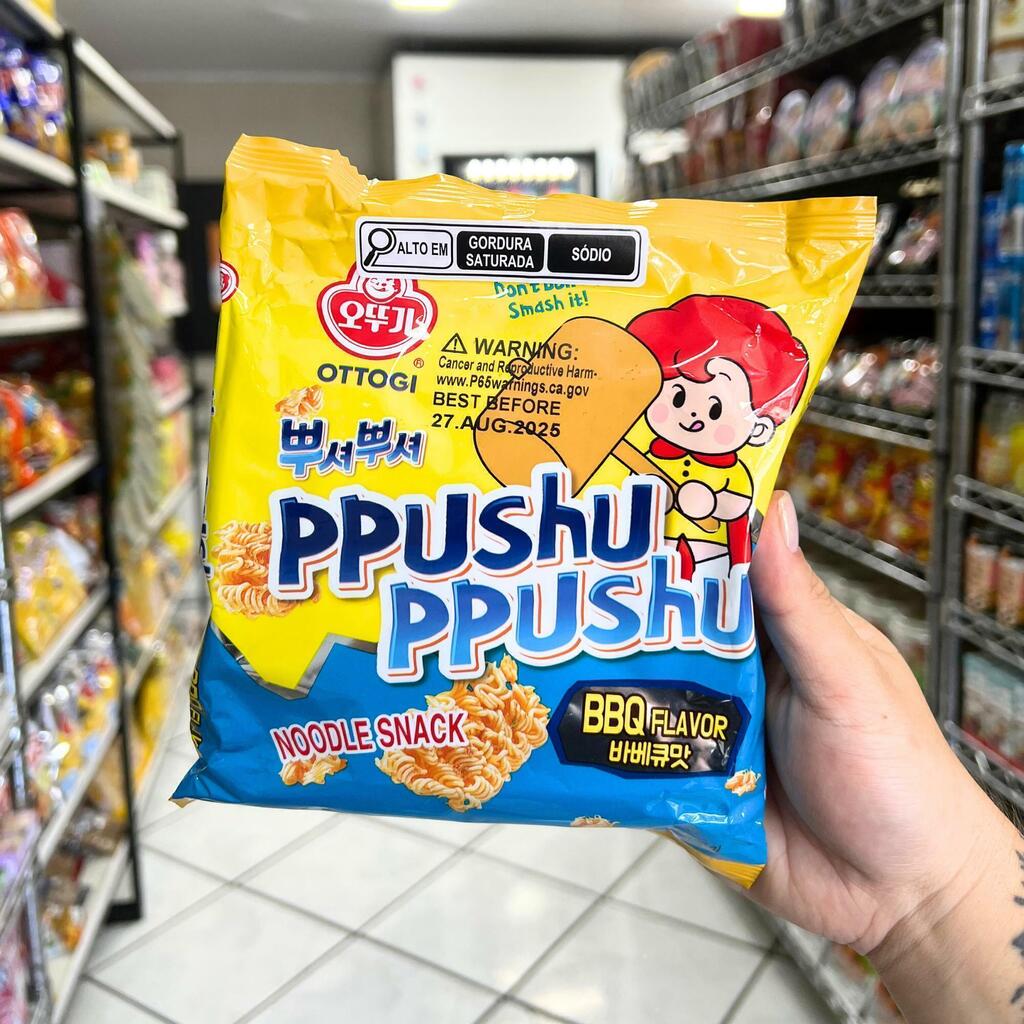 ALTO EM
GORDURA
SATURADA
SÓDIO
Smash it!
오뚜기
OTTOGI ®
⚠ WARNING:
Cancer and Reproductive Harm-
www.P65warnings.ca.gov
BEST BEFORE
27.AUG.2025
뿌셔뿌셔
PPUShU
PPUShU
NOODLE SNACK
BBQ FLAVOR
바베큐맛